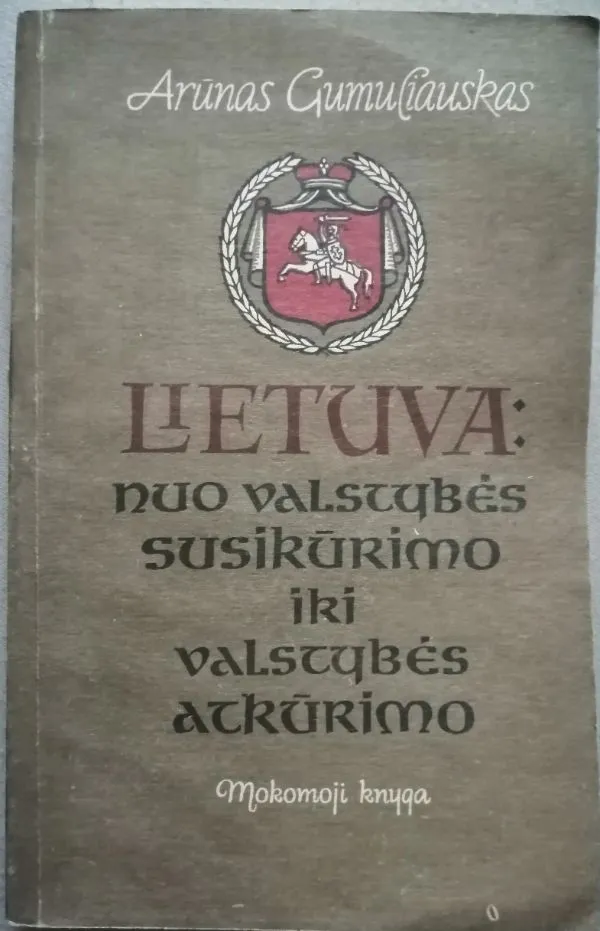 Arūnas Gumuliauskas
LIETUVA:
nuo valstybės
susikūrimo
iki
valstybės
atkūrimo
Mokomoji knyga